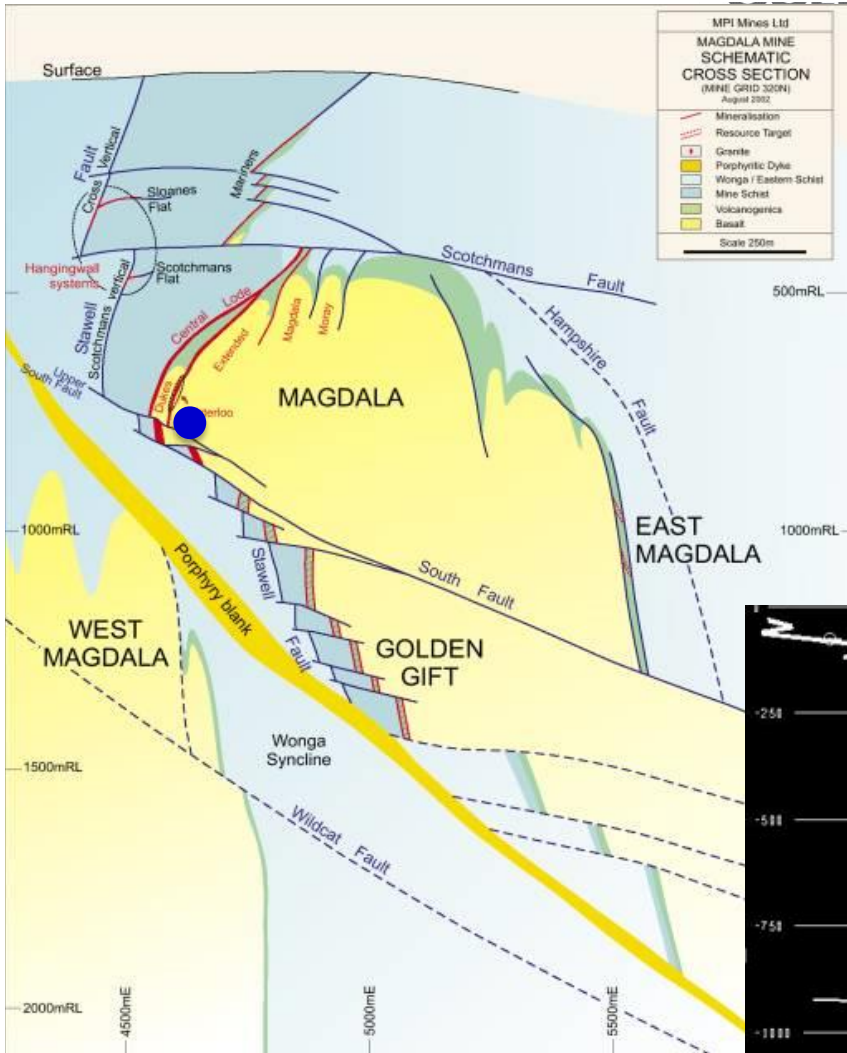 MPI Mines Ltd
MAGDALA MINE
SCHEMATIC
CROSS SECTION
(MINE GRID 320N)
August 2002
Mineralisation
Resource Target
Granite
Porphyritic Dyke
Wonga / Eastern Schist
Mine Schist
Volcanogenics
Basalt
Scale 250m
Surface
Cross Fault
Vertical
Sloanes
Flat
Mariners
Hangingwall
systems
Scotchmans
Flat
Stawell
Scotchmans Vertical
Scotchmans Fault
500mRL
Hampshire Fault
Central Lode
Extended
Magdala
Moray
Dukes
Upper
South Fault
MAGDALA
1000mRL
1000mRL
EAST
MAGDALA
Porphyry blank
Stawell Fault
South Fault
WEST
MAGDALA
GOLDEN
GIFT
Wonga
Syncline
1500mRL
Wildcat Fault
2000mRL
4500mE
5000mE
5500mE
-250
-500
-750
-1000